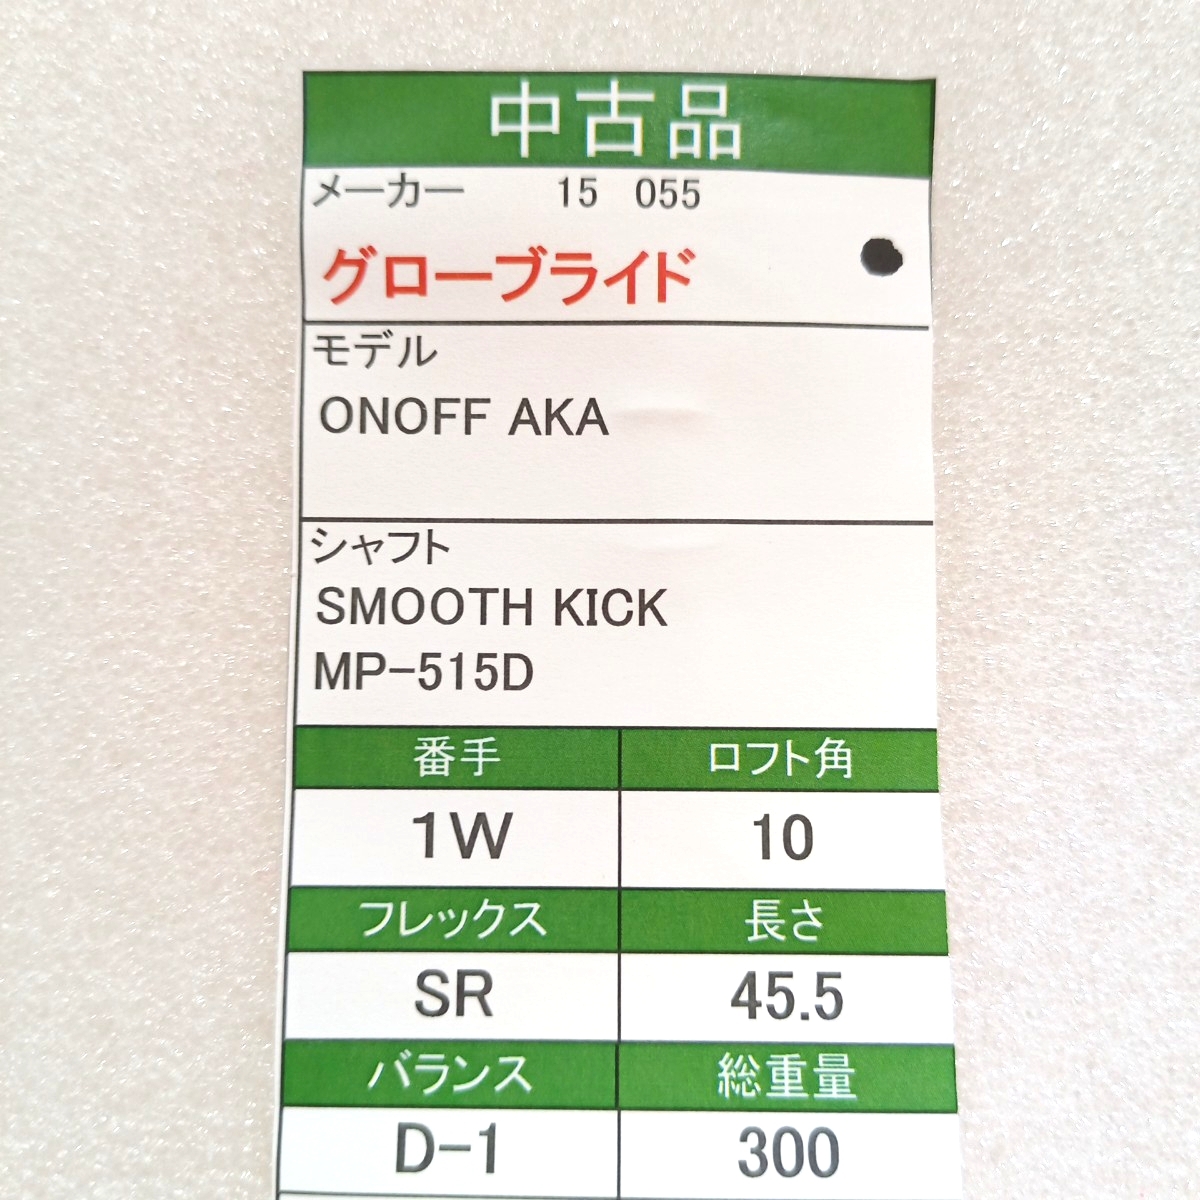 中古品
メーカー 15 055
グローブライド
モデル
ONOFF AKA
シャフト
SMOOTH KICK
MP-515D
番手 ロフト角
1W 10
フレックス 長さ
SR 45.5
バランス 総重量
D-1 300